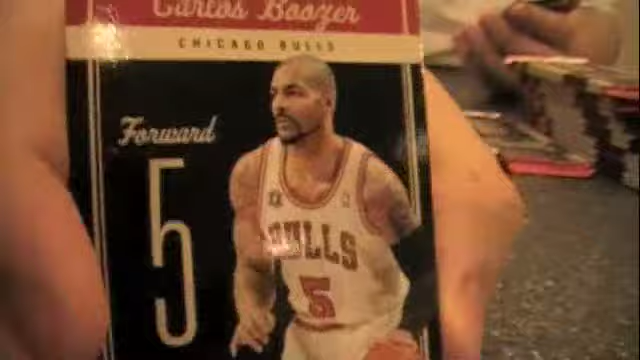 Carlos Boozer
CHICAGO BULLS
Forward
5
BULLS
5